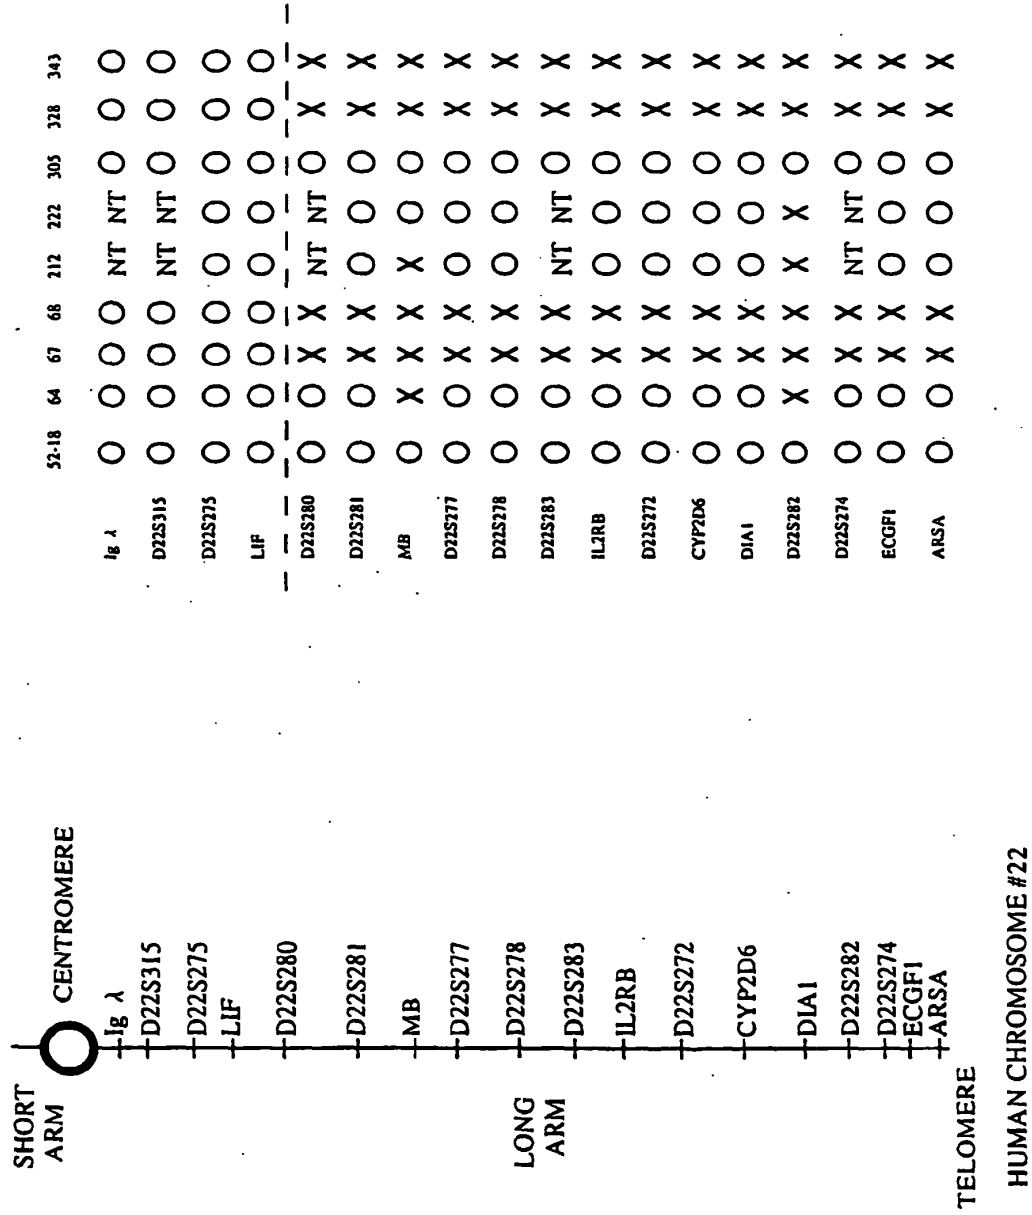 SHORT
ARM
CENTROMERE
Ig λ
D22S315
D22S275
LIF
D22S280
D22S281
MB
D22S277
D22S278
D22S283
IL2RB
D22S272
CYP2D6
DIA1
D22S282
D22S274
ECGF1
ARSA
LONG
ARM
TELOMERE
HUMAN CHROMOSOME #22
52-18 64 67 68 212 222 305 328 343
Ig λ O O O O NT NT O O O
D22S315 O O O O NT NT O O O
D22S275 O O O O O O O O O
LIF O O O O O O O O O
D22S280 O O X X NT NT O X X
D22S281 O O X X O O O X X
MB O X X X X O O X X
D22S277 O O X X O O O X X
D22S278 O O X X O O O X X
D22S283 O O X X NT NT O X X
IL2RB O O X X O O O X X
D22S272 O O X X O O O X X
CYP2D6 O O X X O O O X X
DIA1 O O X X O O O X X
D22S282 O X X X X X O X X
D22S274 O O X X NT NT O X X
ECGF1 O O X X O O O X X
ARSA O O X X O O O X X